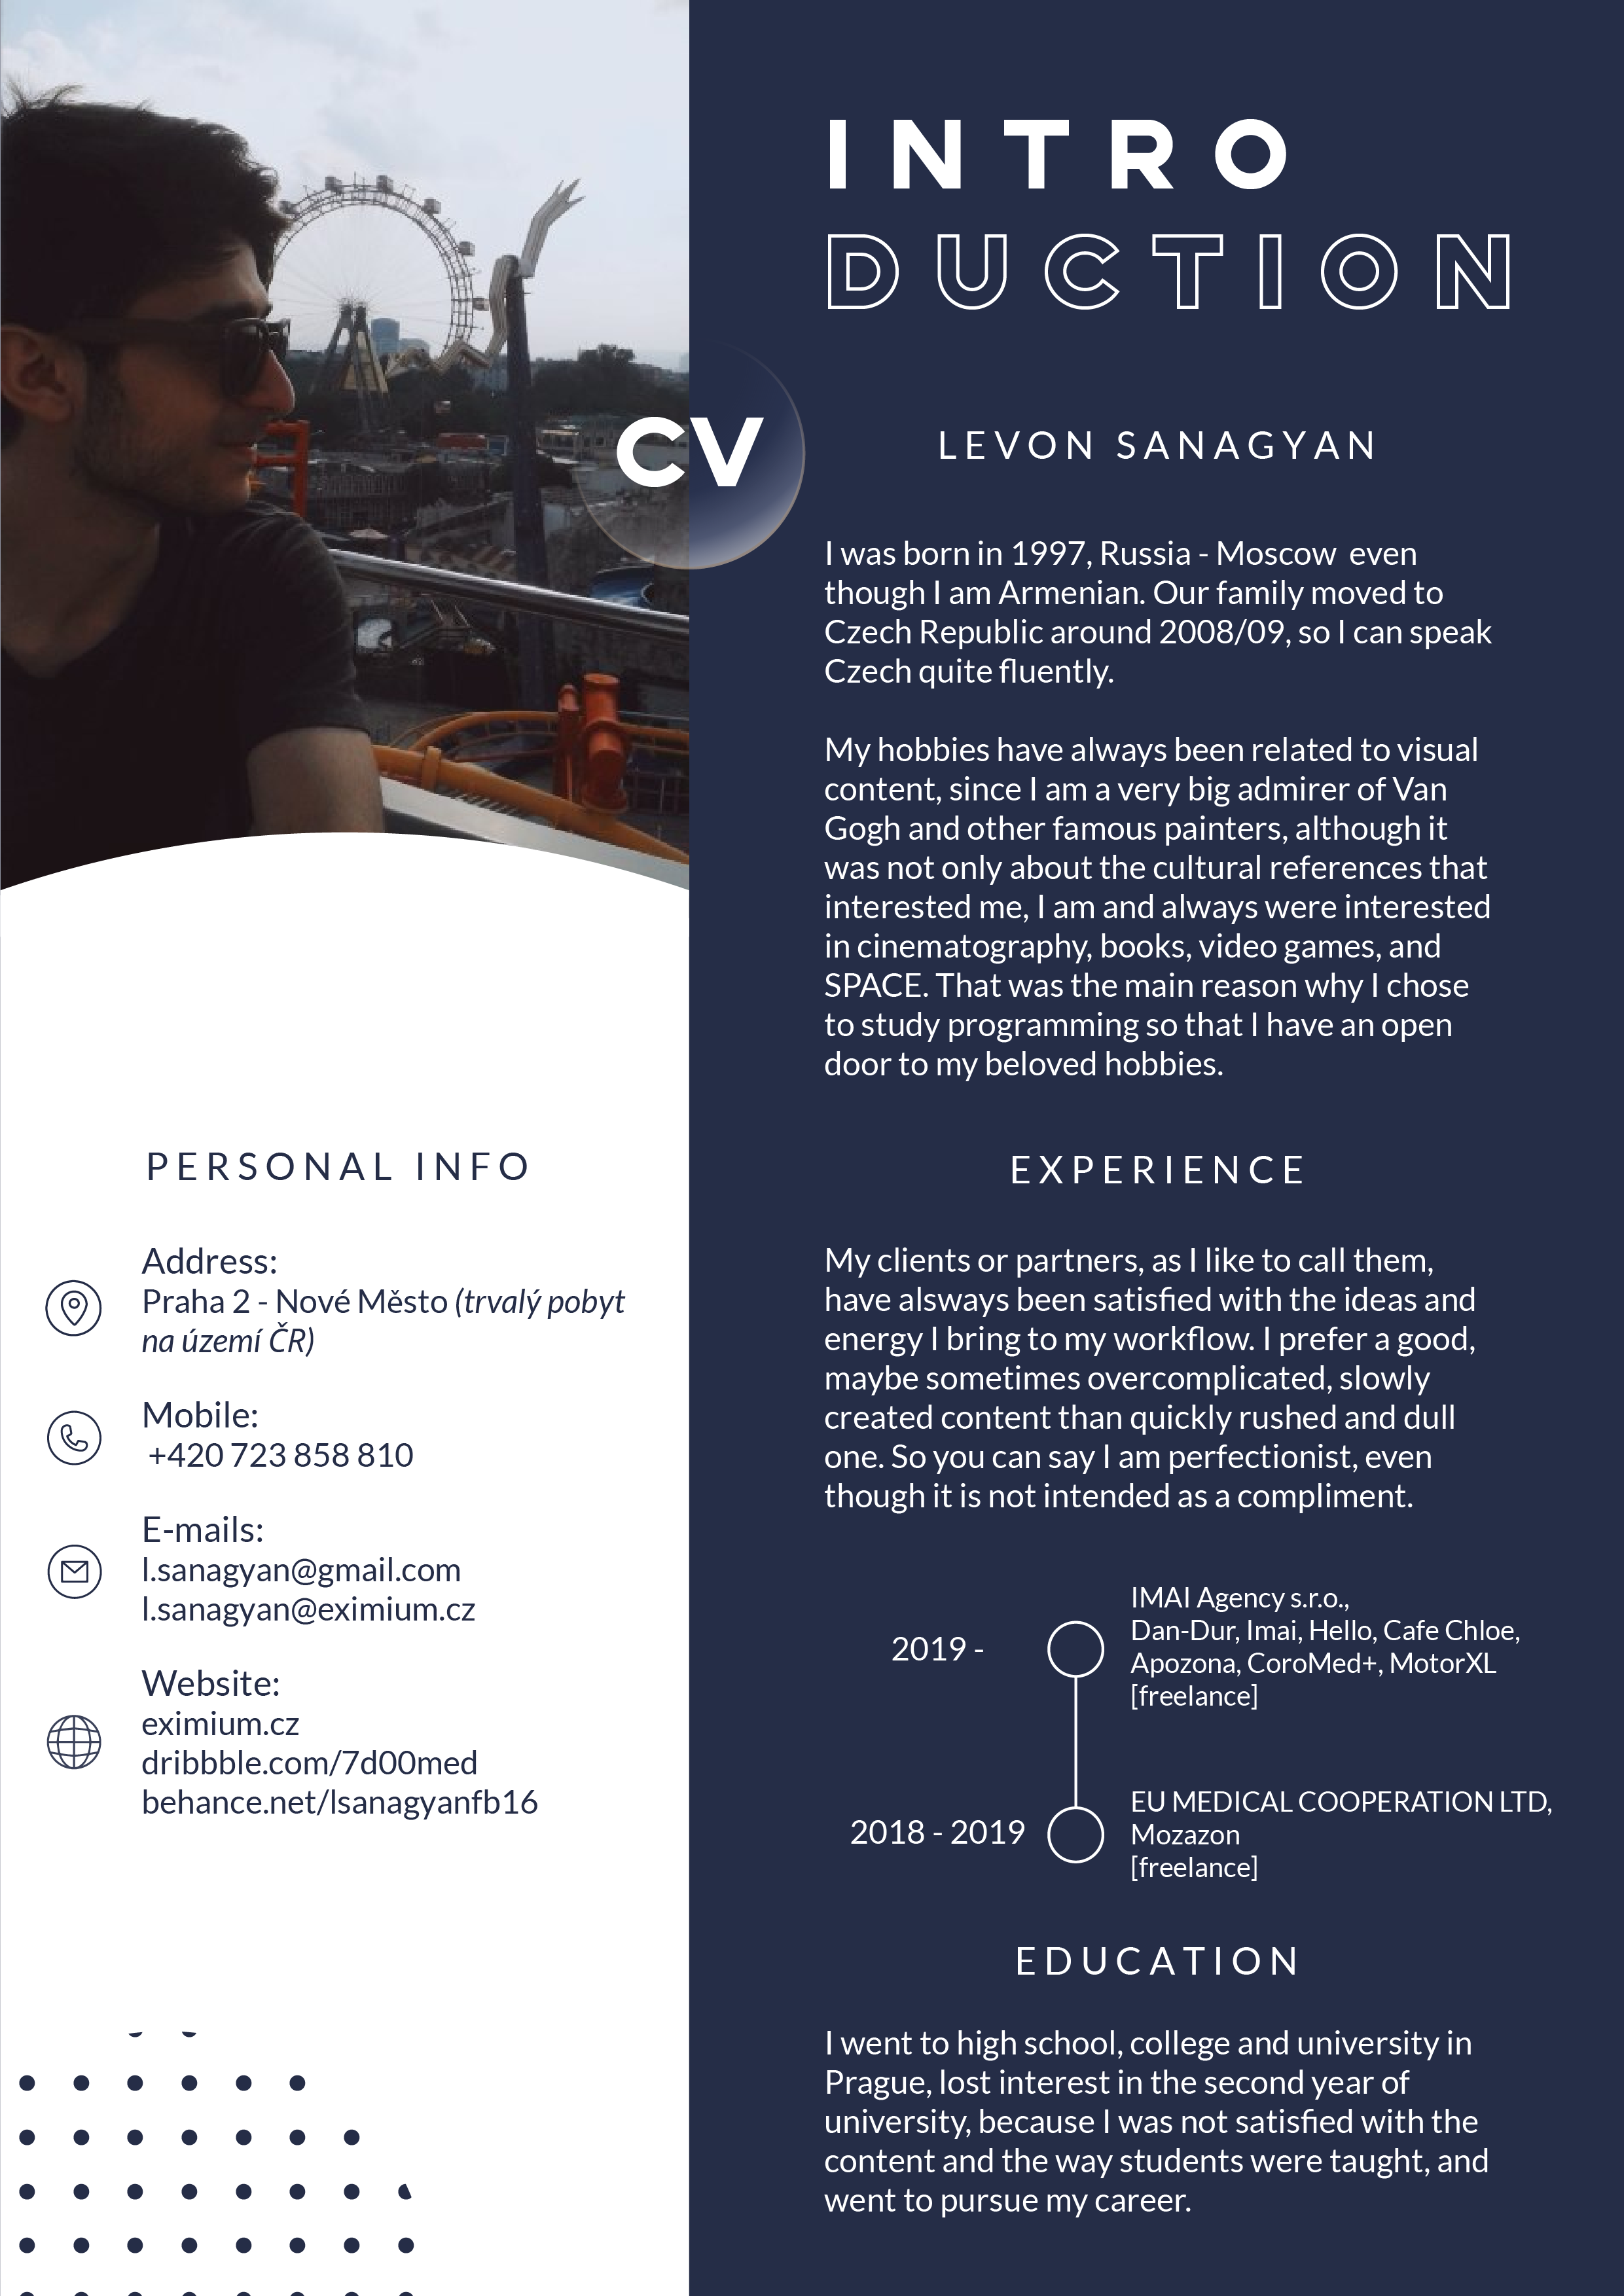 INTRO
DUCTION
CV
LEVON SANAGYAN
I was born in 1997, Russia - Moscow  even
though I am Armenian. Our family moved to
Czech Republic around 2008/09, so I can speak
Czech quite fluently.
My hobbies have always been related to visual
content, since I am a very big admirer of Van
Gogh and other famous painters, although it
was not only about the cultural references that
interested me, I am and always were interested
in cinematography, books, video games, and
SPACE. That was the main reason why I chose
to study programming so that I have an open
door to my beloved hobbies.
PERSONAL INFO
Address:
Praha 2 - Nové Město (trvalý pobyt
na území ČR)
Mobile:
+420 723 858 810
E-mails:
l.sanagyan@gmail.com
l.sanagyan@eximium.cz
Website:
eximium.cz
dribbble.com/7d00med
behance.net/lsanagyanfb16
EXPERIENCE
My clients or partners, as I like to call them,
have alsways been satisfied with the ideas and
energy I bring to my workflow. I prefer a good,
maybe sometimes overcomplicated, slowly
created content than quickly rushed and dull
one. So you can say I am perfectionist, even
though it is not intended as a compliment.
2019 -
IMAI Agency s.r.o.,
Dan-Dur, Imai, Hello, Cafe Chloe,
Apozona, CoroMed+, MotorXL
[freelance]
2018 - 2019
EU MEDICAL COOPERATION LTD,
Mozazon
[freelance]
EDUCATION
I went to high school, college and university in
Prague, lost interest in the second year of
university, because I was not satisfied with the
content and the way students were taught, and
went to pursue my career.